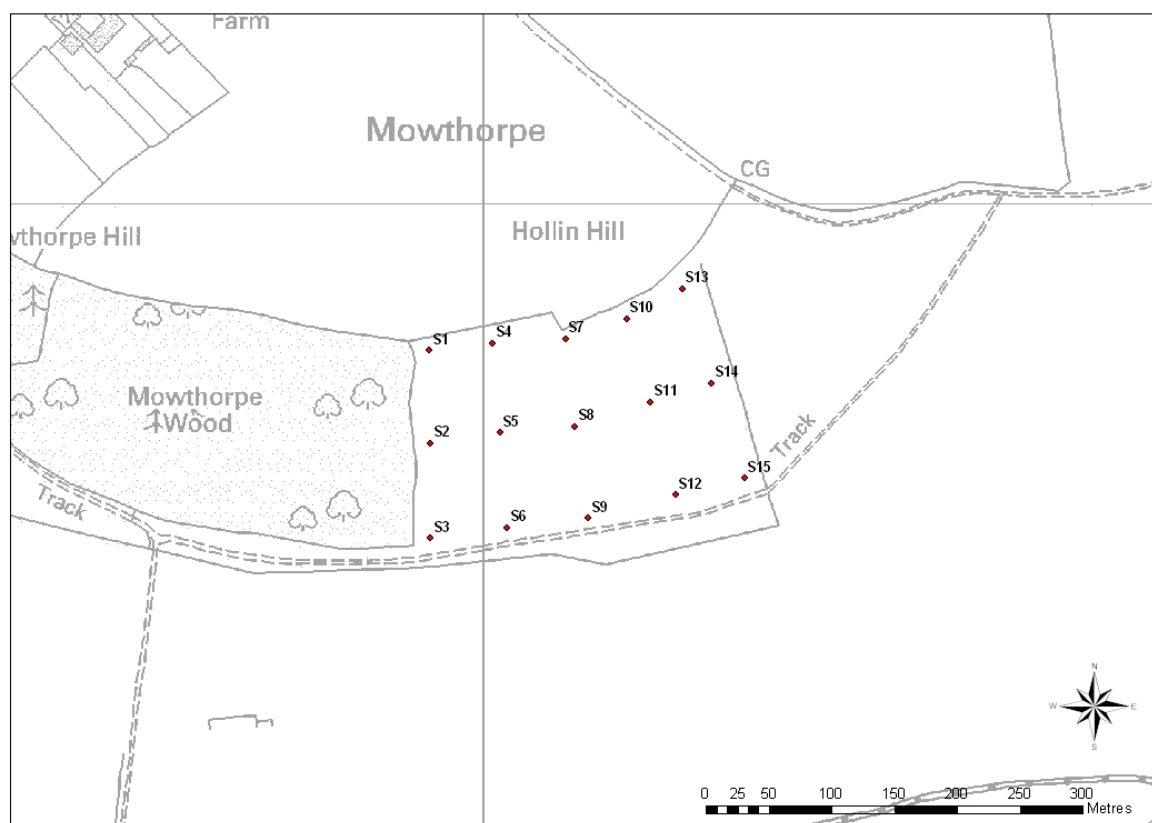 Farm
Mowthorpe
CG
wthorpe Hill
Hollin Hill
S13
S10
S1
S4
S7
S14
Mowthorpe
Wood
S11
S2
S5
S8
Track
S15
S12
Track
S3
S6
S9
N
W
E
S
0 25 50 100 150 200 250 300
Metres